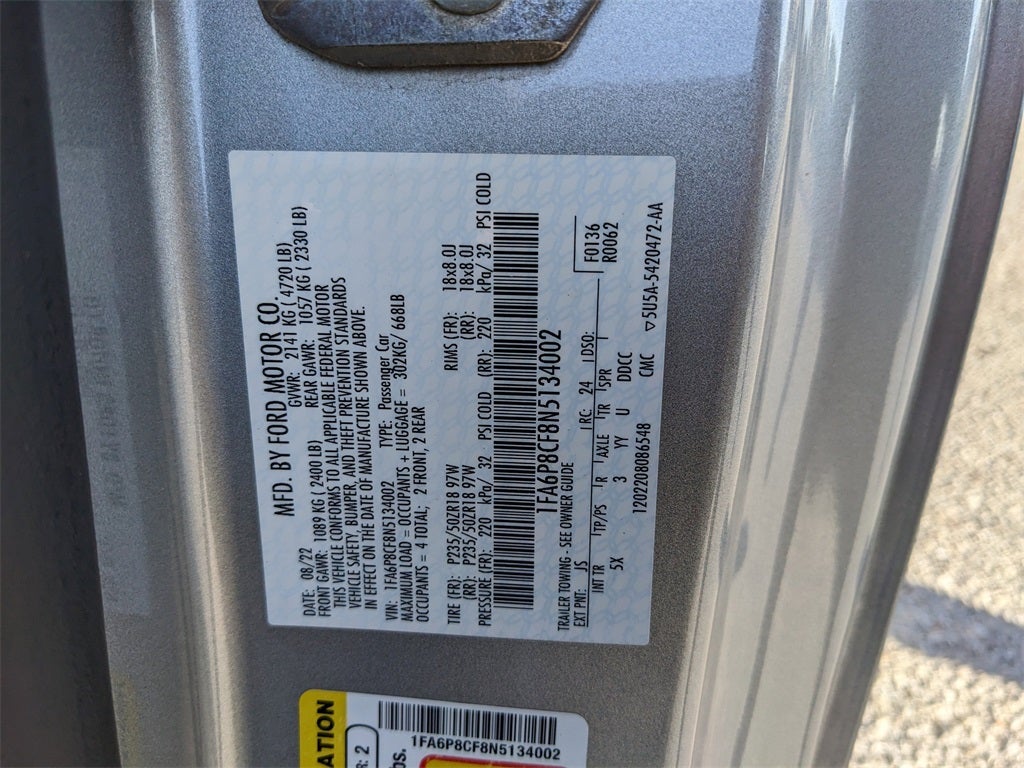 MFD. BY FORD MOTOR CO.
DATE: 08/22 GVWR: 2141 KG ( 4720 LB)
FRONT GAWR: 1089 KG ( 2400 LB) REAR GAWR: 1057 KG ( 2330 LB)
THIS VEHICLE CONFORMS TO ALL APPLICABLE FEDERAL MOTOR
VEHICLE SAFETY, BUMPER, AND THEFT PREVENTION STANDARDS
IN EFFECT ON THE DATE OF MANUFACTURE SHOWN ABOVE.
VIN: 1FA6P8CF8N5134002 TYPE: Passenger Car
MAXIMUM LOAD = OCCUPANTS + LUGGAGE = 302KG/ 668LB
OCCUPANTS = 4 TOTAL; 2 FRONT, 2 REAR
TIRE (FR): P235/50ZR18 97W RIMS (FR): 18x8.0J
(RR): P235/50ZR18 97W (RR): 18x8.0J
PRESSURE (FR): 220 kPa/ 32 PSI COLD (RR): 220 kPa/ 32 PSI COLD
1FA6P8CF8N5134002
TRAILER TOWING - SEE OWNER GUIDE
EXT PNT: JS RC: 24 DSO: F0136
INT TR TP/PS R AXLE TR SPR R0062
5X 3 YY U DDCC
120220806548 CMC ▽5U5A-5420472-AA
ATION
R: 2
bs.
1FA6P8CF8N5134002